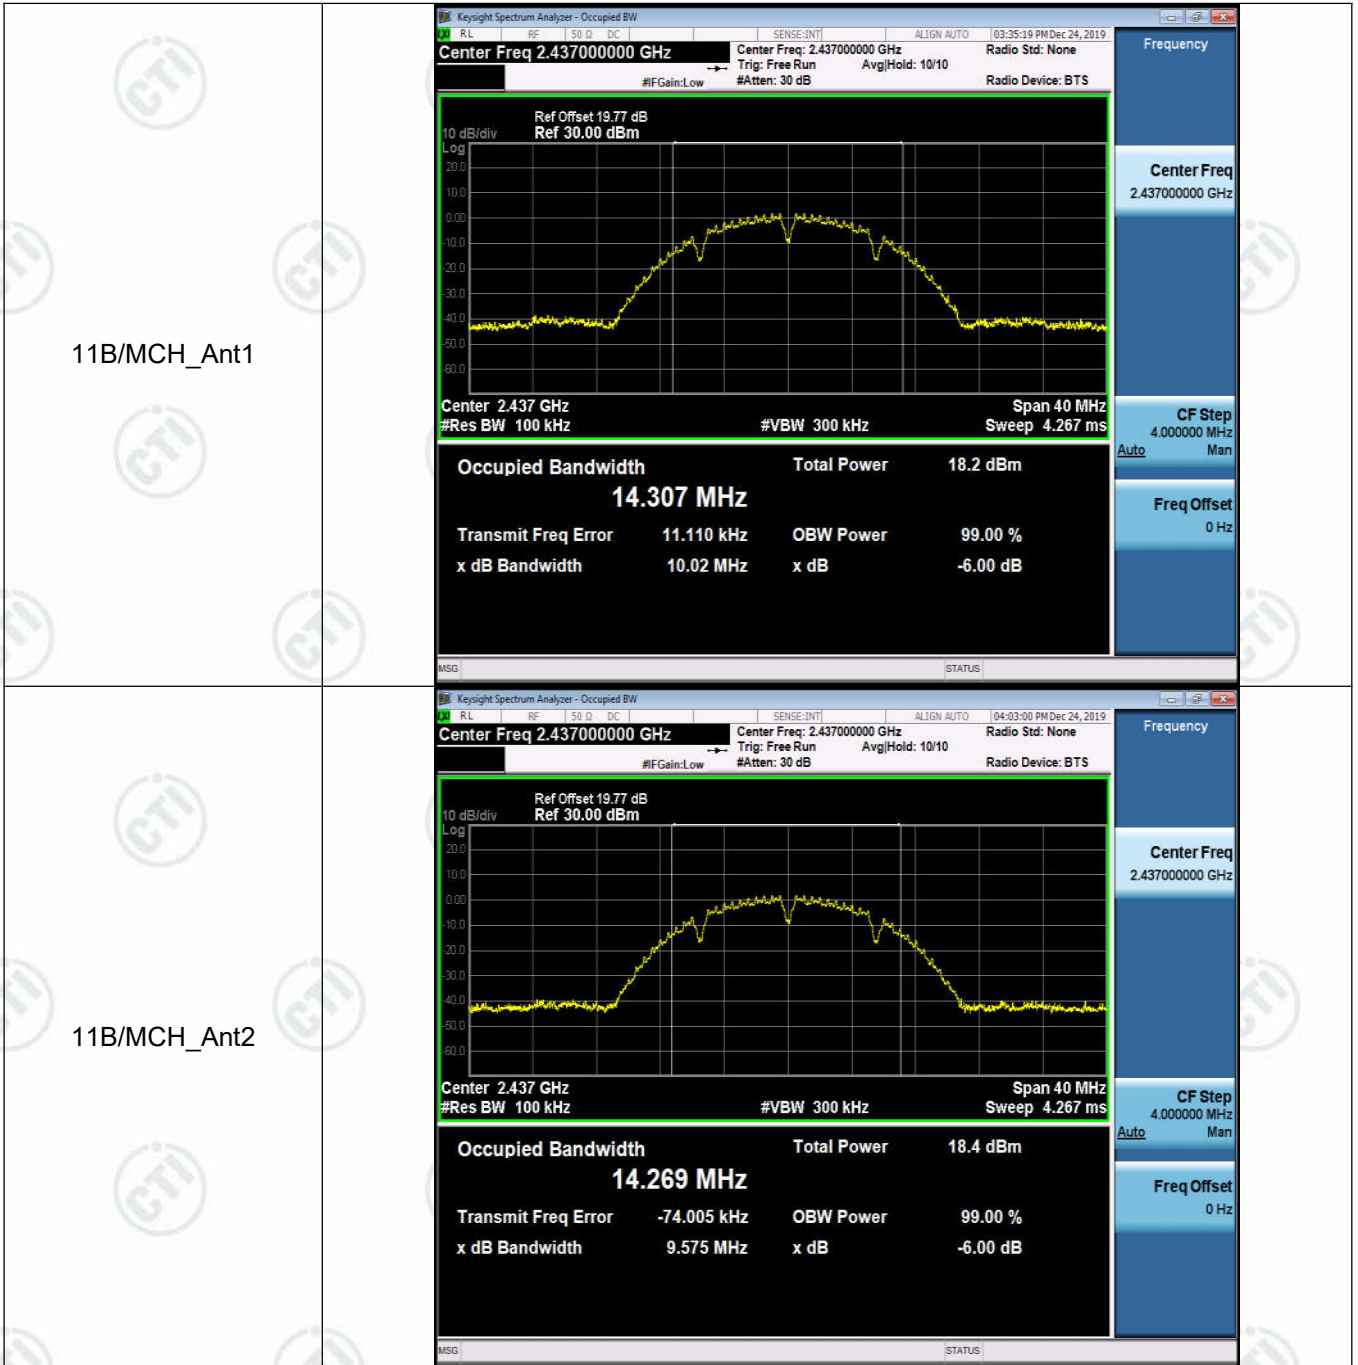 11B/MCH_Ant1
Keysight Spectrum Analyzer - Occupied BW
RL RF 50 Ω DC SENSE:INT ALIGN AUTO 03:35:19 PM Dec 24, 2019
Center Freq 2.437000000 GHz
Center Freq: 2.437000000 GHz Radio Std: None
Trig: Free Run Avg|Hold: 10/10
#IFGain:Low #Atten: 30 dB Radio Device: BTS
Ref Offset 19.77 dB
10 dB/div Ref 30.00 dBm
Log
20.0
10.0
0.00
-10.0
-20.0
-30.0
-40.0
-50.0
-60.0
Center 2.437 GHz Span 40 MHz
#Res BW 100 kHz #VBW 300 kHz Sweep 4.267 ms
Occupied Bandwidth Total Power 18.2 dBm
14.307 MHz
Transmit Freq Error 11.110 kHz OBW Power 99.00 %
x dB Bandwidth 10.02 MHz x dB -6.00 dB
MSG STATUS
Frequency
Center Freq
2.437000000 GHz
CF Step
4.000000 MHz
Auto Man
Freq Offset
0 Hz
11B/MCH_Ant2
Keysight Spectrum Analyzer - Occupied BW
RL RF 50 Ω DC SENSE:INT ALIGN AUTO 04:03:00 PM Dec 24, 2019
Center Freq 2.437000000 GHz
Center Freq: 2.437000000 GHz Radio Std: None
Trig: Free Run Avg|Hold: 10/10
#IFGain:Low #Atten: 30 dB Radio Device: BTS
Ref Offset 19.77 dB
10 dB/div Ref 30.00 dBm
Log
20.0
10.0
0.00
-10.0
-20.0
-30.0
-40.0
-50.0
-60.0
Center 2.437 GHz Span 40 MHz
#Res BW 100 kHz #VBW 300 kHz Sweep 4.267 ms
Occupied Bandwidth Total Power 18.4 dBm
14.269 MHz
Transmit Freq Error -74.005 kHz OBW Power 99.00 %
x dB Bandwidth 9.575 MHz x dB -6.00 dB
MSG STATUS
Frequency
Center Freq
2.437000000 GHz
CF Step
4.000000 MHz
Auto Man
Freq Offset
0 Hz
CTI